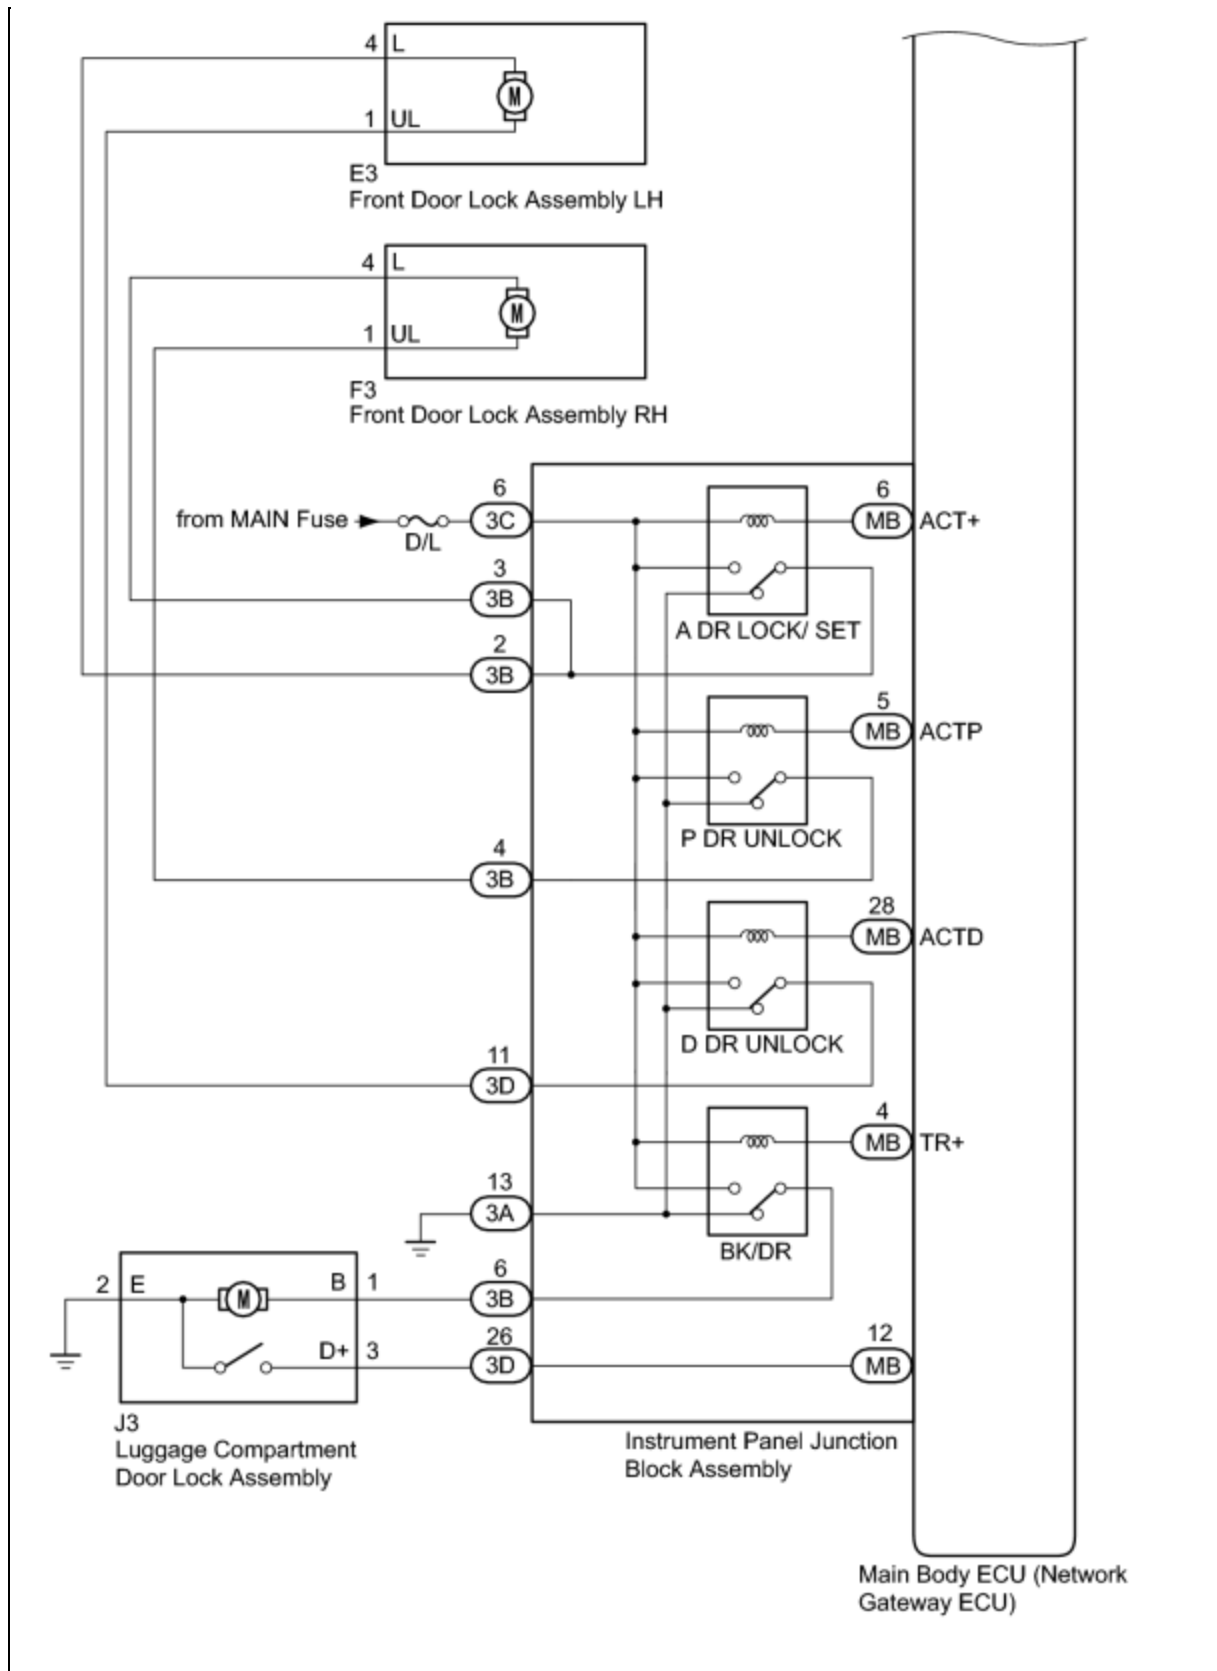 4 L
M
1 UL
E3
Front Door Lock Assembly LH
4 L
M
1 UL
F3
Front Door Lock Assembly RH
6
6
from MAIN Fuse
3C
MB
ACT+
D/L
3
3B
A DR LOCK/ SET
2
3B
5
MB
ACTP
P DR UNLOCK
4
3B
28
MB
ACTD
D DR UNLOCK
11
3D
4
MB
TR+
13
3A
BK/DR
2 E
M
B 1
6
3B
D+ 3
26
3D
12
MB
J3
Luggage Compartment
Door Lock Assembly
Instrument Panel Junction
Block Assembly
Main Body ECU (Network
Gateway ECU)